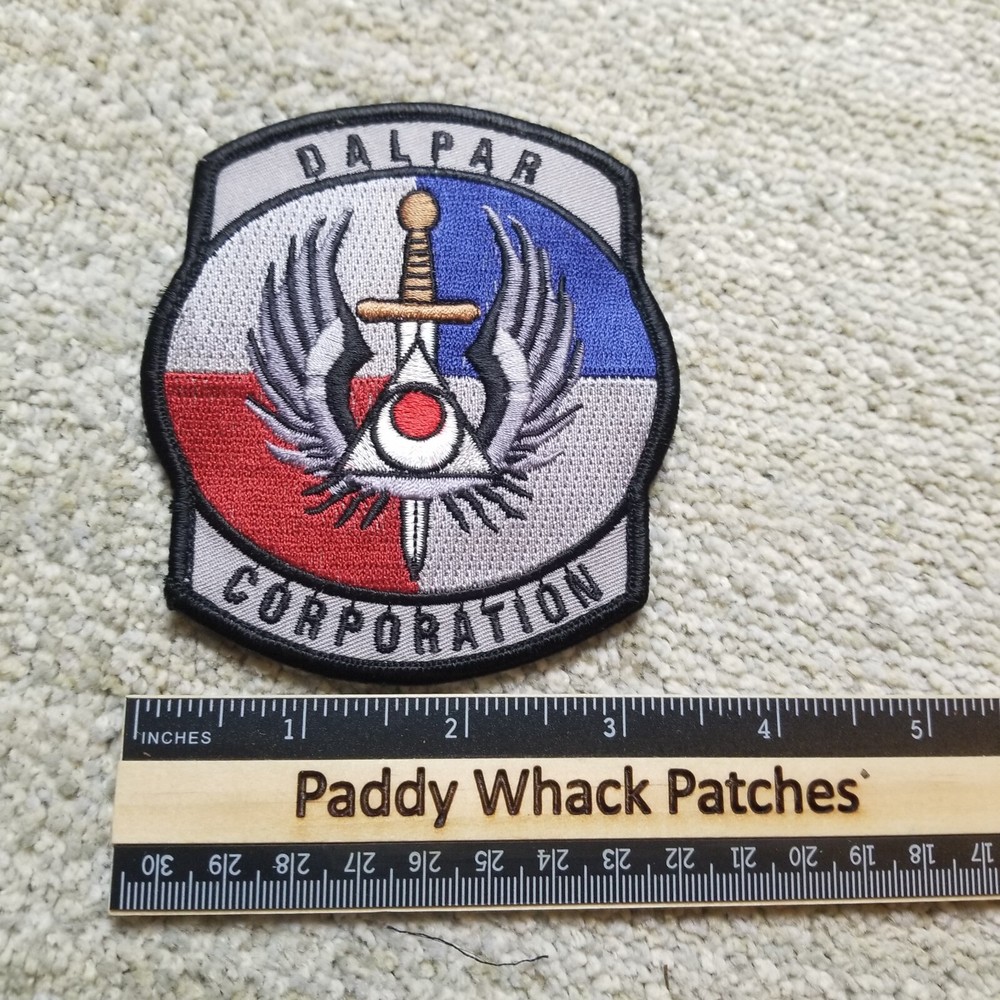 DALPAR
CORPORATION
1 2 3 4 5
INCHES
Paddy Whack Patches
30 29 28 27 26 25 24 23 22 21 20 19 18 17